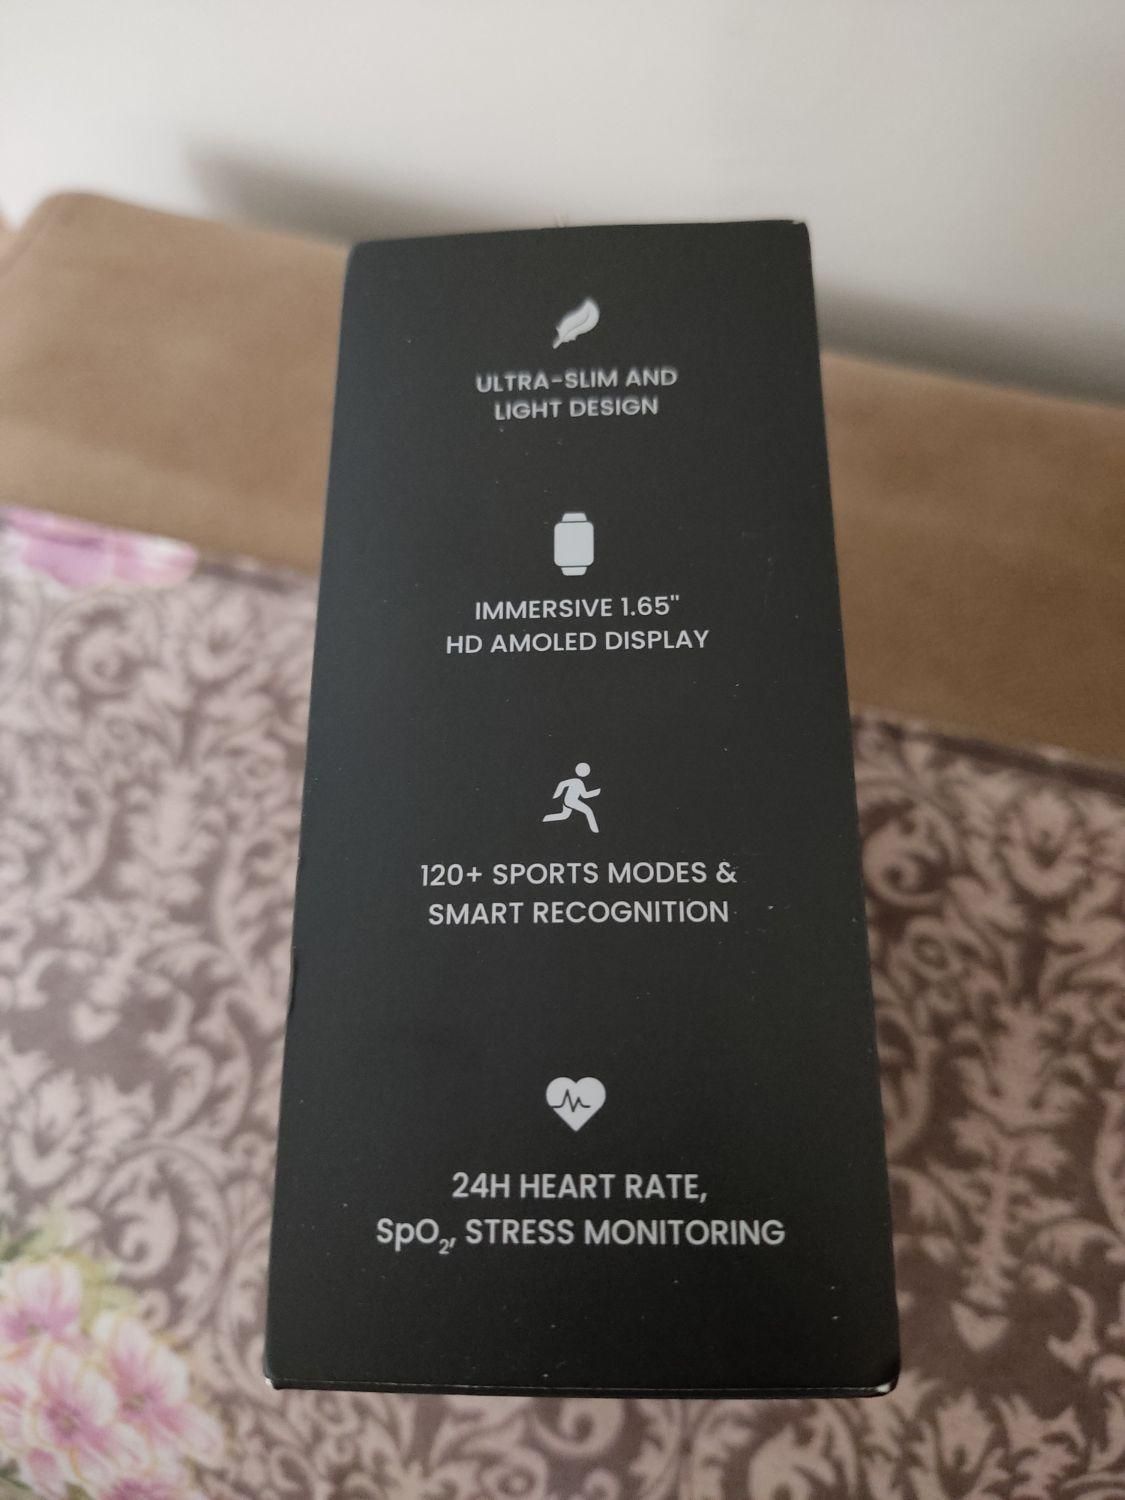 ULTRA-SLIM AND
LIGHT DESIGN
IMMERSIVE 1.65"
HD AMOLED DISPLAY
120+ SPORTS MODES &
SMART RECOGNITION
24H HEART RATE,
SpO₂, STRESS MONITORING